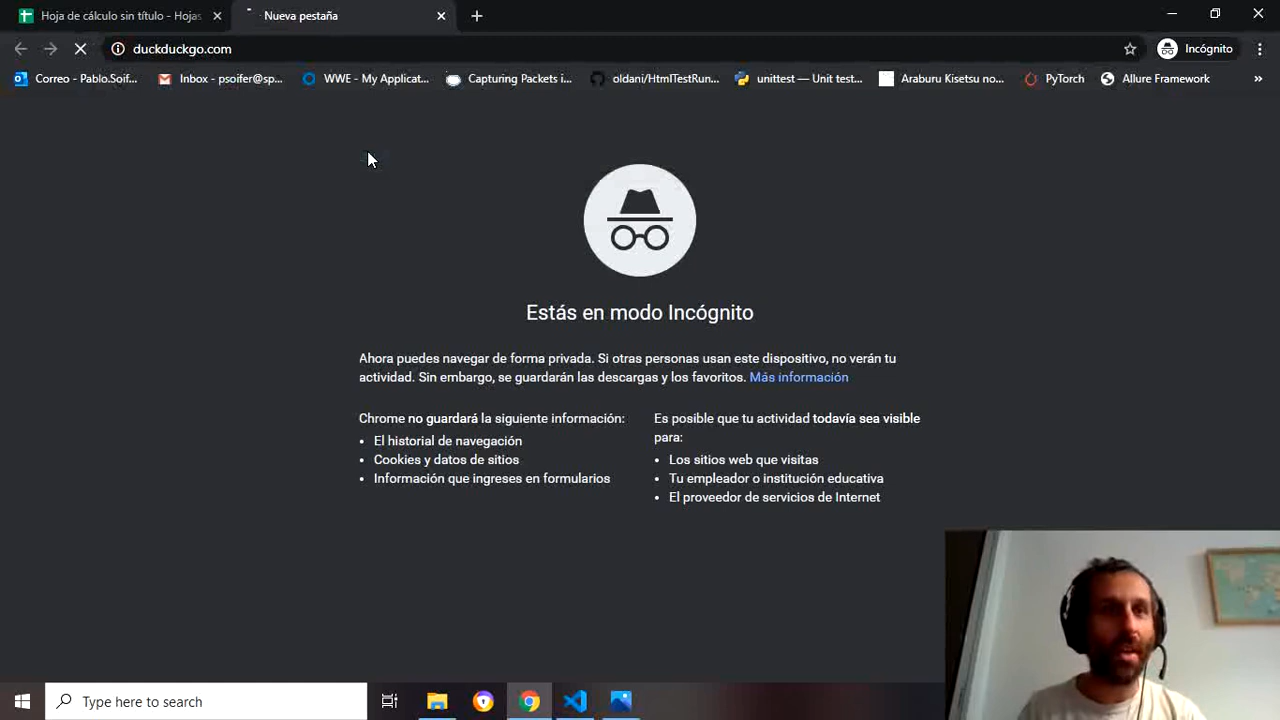 Hoja de cálculo sin título - Hojas
Nueva pestaña
duckduckgo.com
Incógnito
Correo - Pablo.Soif...
Inbox - psoifer@sp...
WWE - My Applicat...
Capturing Packets i...
oldani/HtmlTestRun...
unittest — Unit test...
Araburu Kisetsu no...
PyTorch
Allure Framework
»
Estás en modo Incógnito
Ahora puedes navegar de forma privada. Si otras personas usan este dispositivo, no verán tu
actividad. Sin embargo, se guardarán las descargas y los favoritos. Más información
Chrome no guardará la siguiente información:
• El historial de navegación
• Cookies y datos de sitios
• Información que ingreses en formularios
Es posible que tu actividad todavía sea visible
para:
• Los sitios web que visitas
• Tu empleador o institución educativa
• El proveedor de servicios de Internet
Type here to search